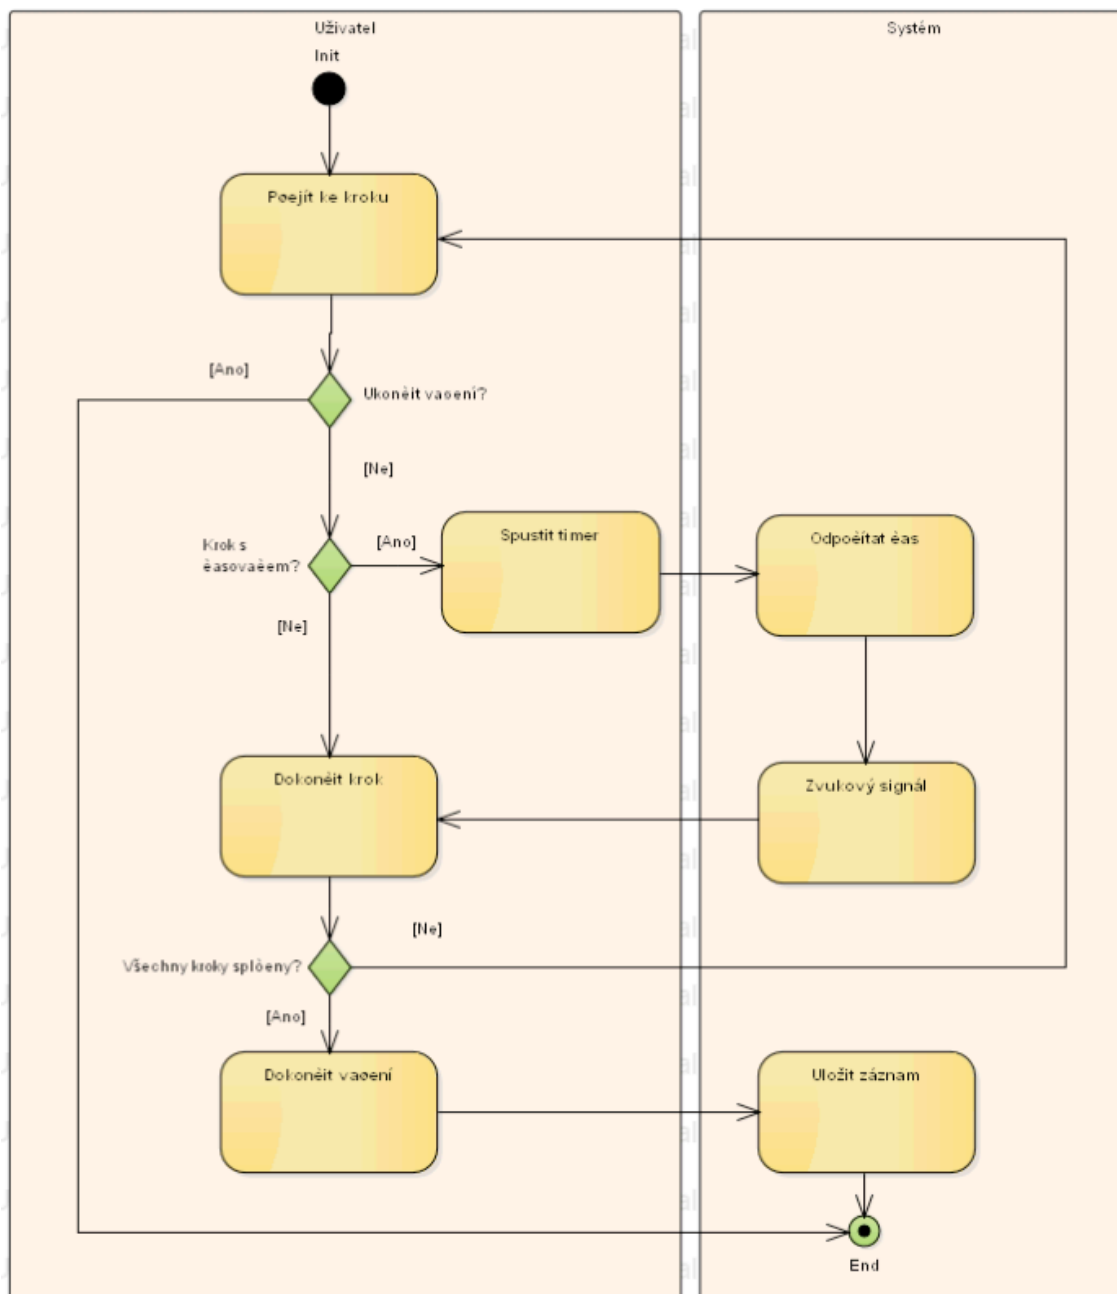 Uživatel
Systém
Init
Pøejít ke kroku
[Ano]
Ukonèit vaøení?
[Ne]
Krok s
èasovaèem?
[Ano]
Spustit timer
Odpoèítat èas
[Ne]
Dokonèit krok
Zvukový signál
[Ne]
Všechny kroky splòeny?
[Ano]
Dokonèit vaøení
Uložit záznam
End